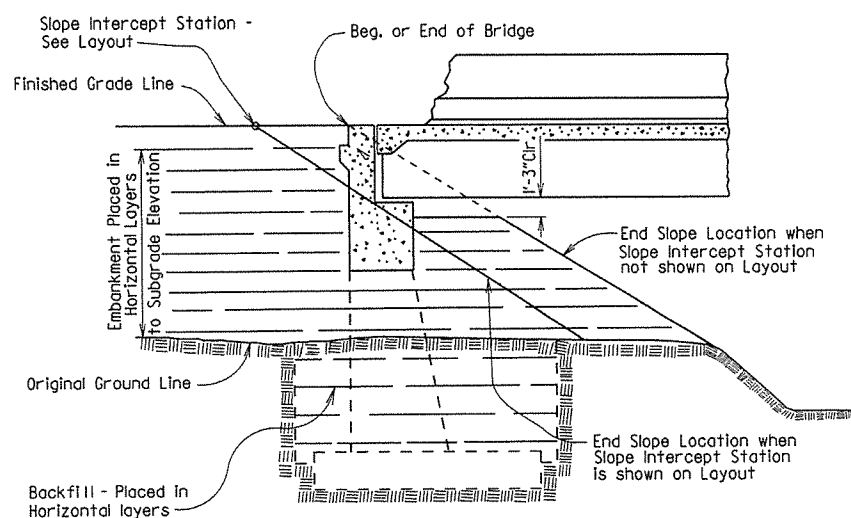 Slope Intercept Station -
See Layout
Beg. or End of Bridge
Finished Grade Line
1'-3"Clr.
Embankment Placed in
Horizontal Layers
to Subgrade Elevation
End Slope Location when
Slope Intercept Station
not shown on Layout
Original Ground Line
End Slope Location when
Slope Intercept Station
is shown on Layout
Backfill - Placed in
Horizontal layers